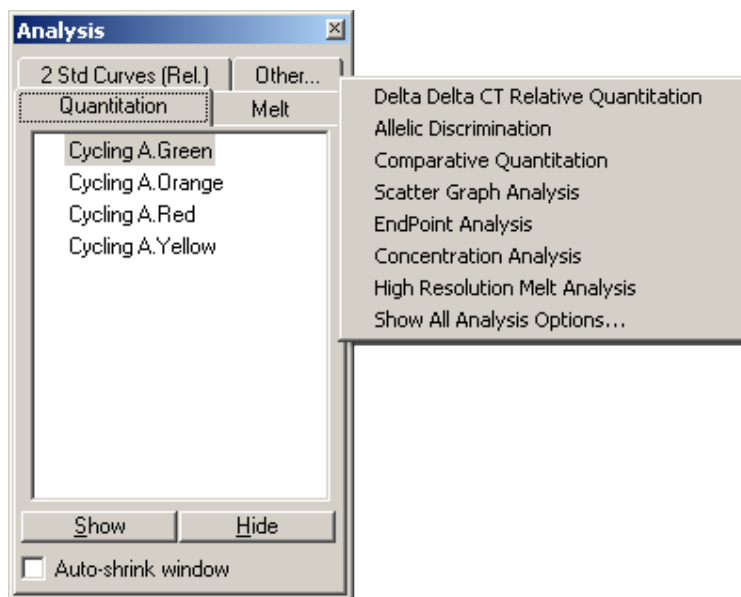 Analysis
2 Std Curves (Rel.)
Other...
Quantitation
Melt
Cycling A.Green
Cycling A.Orange
Cycling A.Red
Cycling A.Yellow
Show
Hide
Auto-shrink window
Delta Delta CT Relative Quantitation
Allelic Discrimination
Comparative Quantitation
Scatter Graph Analysis
EndPoint Analysis
Concentration Analysis
High Resolution Melt Analysis
Show All Analysis Options...